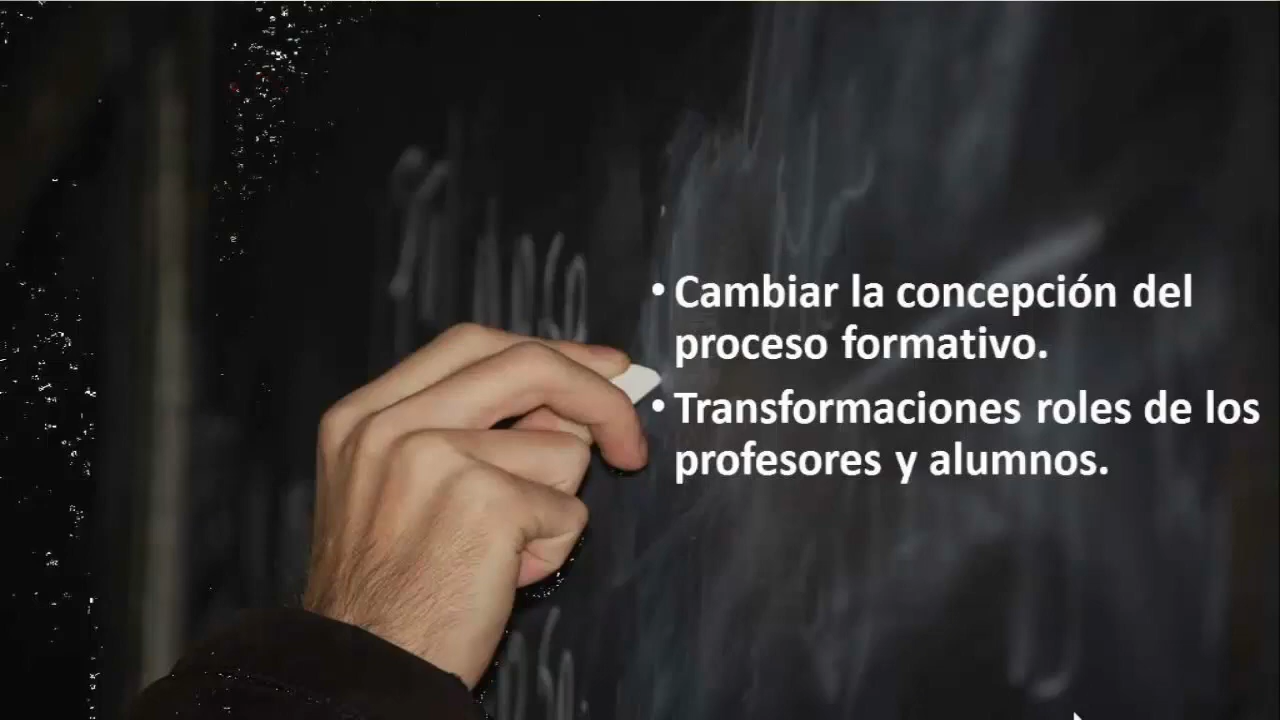 • Cambiar la concepción del
proceso formativo.
• Transformaciones roles de los
profesores y alumnos.